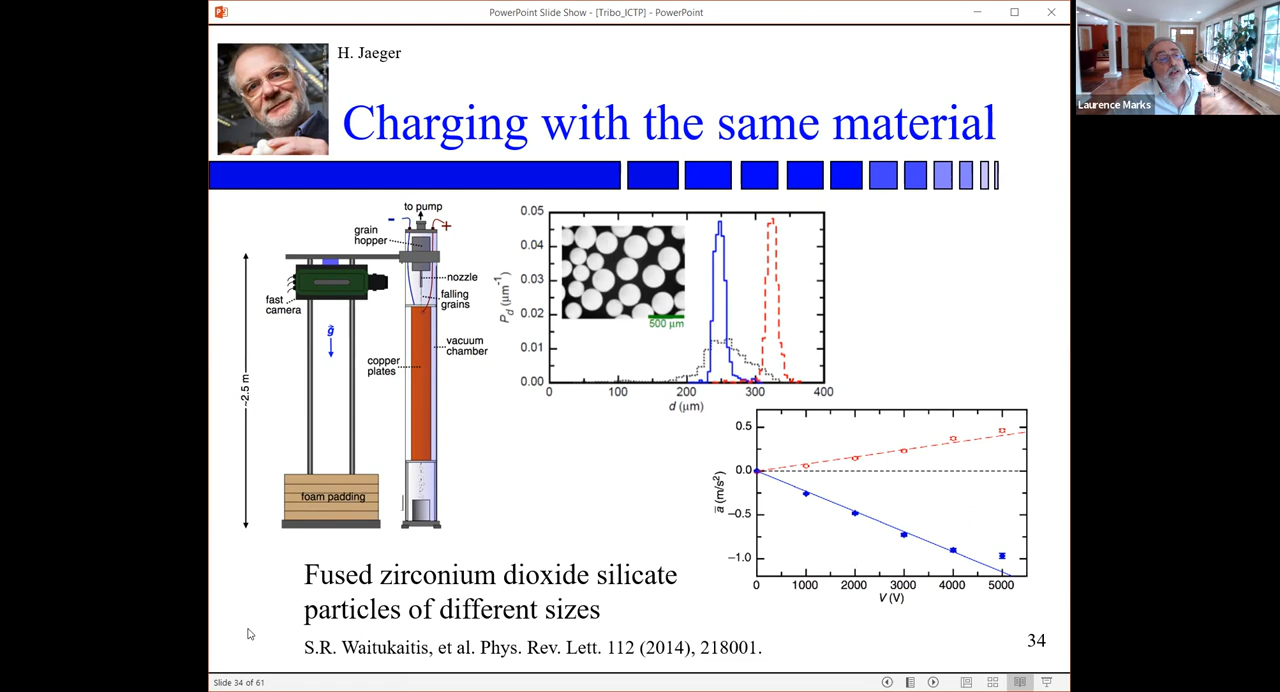 PowerPoint Slide Show - [Tribo_ICTP] - PowerPoint
H. Jaeger
Laurence Marks
Charging with the same material
to pump
-
+
grain
hopper
nozzle
falling
grains
fast
camera
g
vacuum
chamber
copper
plates
~2.5 m
foam padding
0.05
0.04
0.03
0.02
0.01
0.00
P_d (μm⁻¹)
500 μm
0
100
200
300
400
d (μm)
0.5
0.0
−0.5
−1.0
a̅ (m/s²)
0
1000
2000
3000
4000
5000
V (V)
Fused zirconium dioxide silicate
particles of different sizes
S.R. Waitukaitis, et al. Phys. Rev. Lett. 112 (2014), 218001.
34
Slide 34 of 61